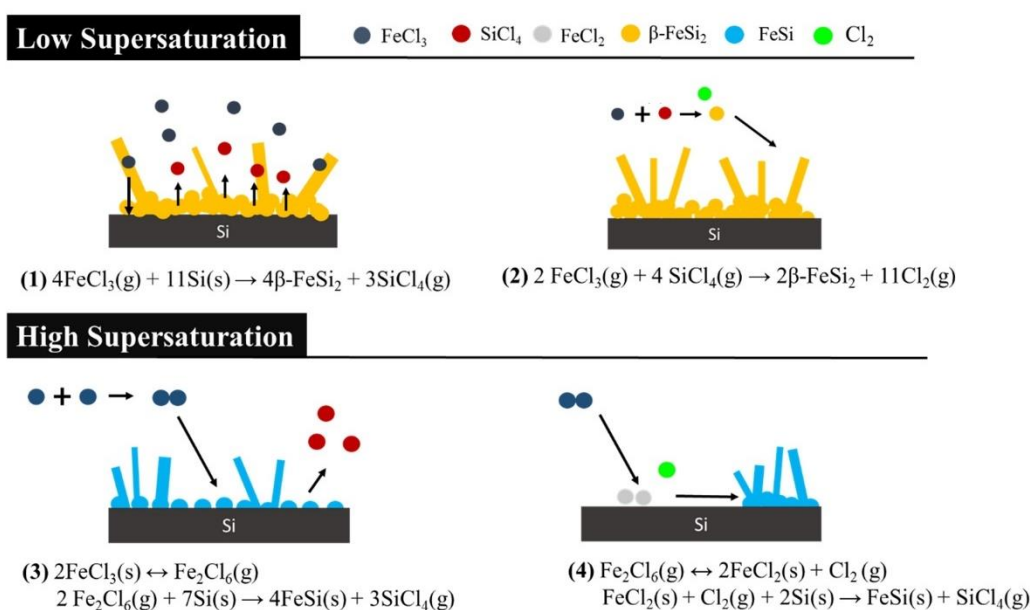 Low Supersaturation
FeCl₃ SiCl₄ FeCl₂ β-FeSi₂ FeSi Cl₂
Si
Si
(1) 4FeCl₃(g) + 11Si(s) → 4β-FeSi₂ + 3SiCl₄(g)
(2) 2 FeCl₃(g) + 4 SiCl₄(g) → 2β-FeSi₂ + 11Cl₂(g)
High Supersaturation
Si
Si
(3) 2FeCl₃(s) ↔ Fe₂Cl₆(g)
2 Fe₂Cl₆(g) + 7Si(s) → 4FeSi(s) + 3SiCl₄(g)
(4) Fe₂Cl₆(g) ↔ 2FeCl₂(s) + Cl₂ (g)
FeCl₂(s) + Cl₂(g) + 2Si(s) → FeSi(s) + SiCl₄(g)